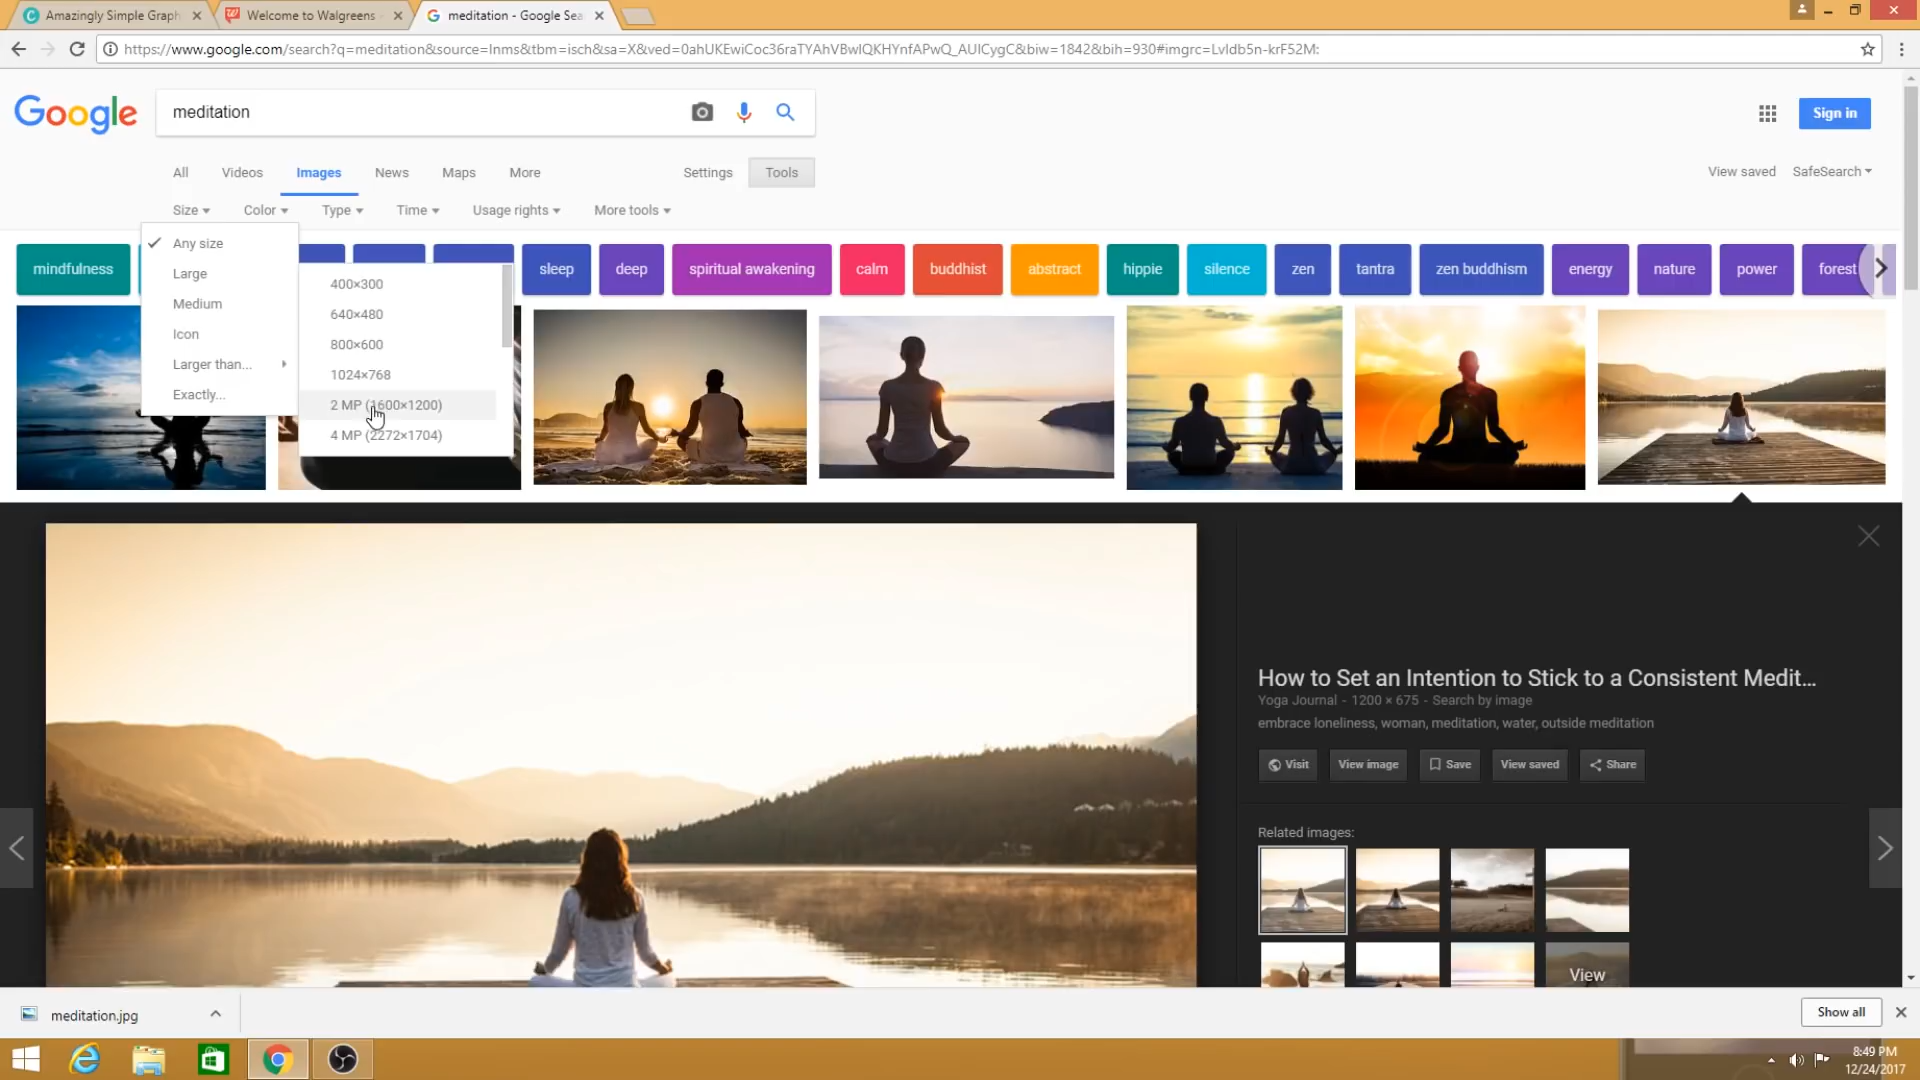 Amazingly Simple Graph
Welcome to Walgreens
meditation - Google Sea
https://www.google.com/search?q=meditation&source=lnms&tbm=isch&sa=X&ved=0ahUKEwiCoc36raTYAhVBwIQKHYnfAPwQ_AUICygC&biw=1842&bih=930#imgrc=Lvldb5n-krF52M:
Google
meditation
Sign in
All Videos Images News Maps More Settings Tools
View saved SafeSearch
Size Color Type Time Usage rights More tools
Any size
Large
Medium
Icon
Larger than...
Exactly...
400×300
640×480
800×600
1024×768
2 MP (1600×1200)
4 MP (2272×1704)
mindfulness sleep deep spiritual awakening calm buddhist abstract hippie silence zen tantra zen buddhism energy nature power forest
How to Set an Intention to Stick to a Consistent Medit...
Yoga Journal - 1200 × 675 - Search by image
embrace loneliness, woman, meditation, water, outside meditation
Visit View image Save View saved Share
Related images:
View
meditation.jpg
Show all
8:49 PM
12/24/2017